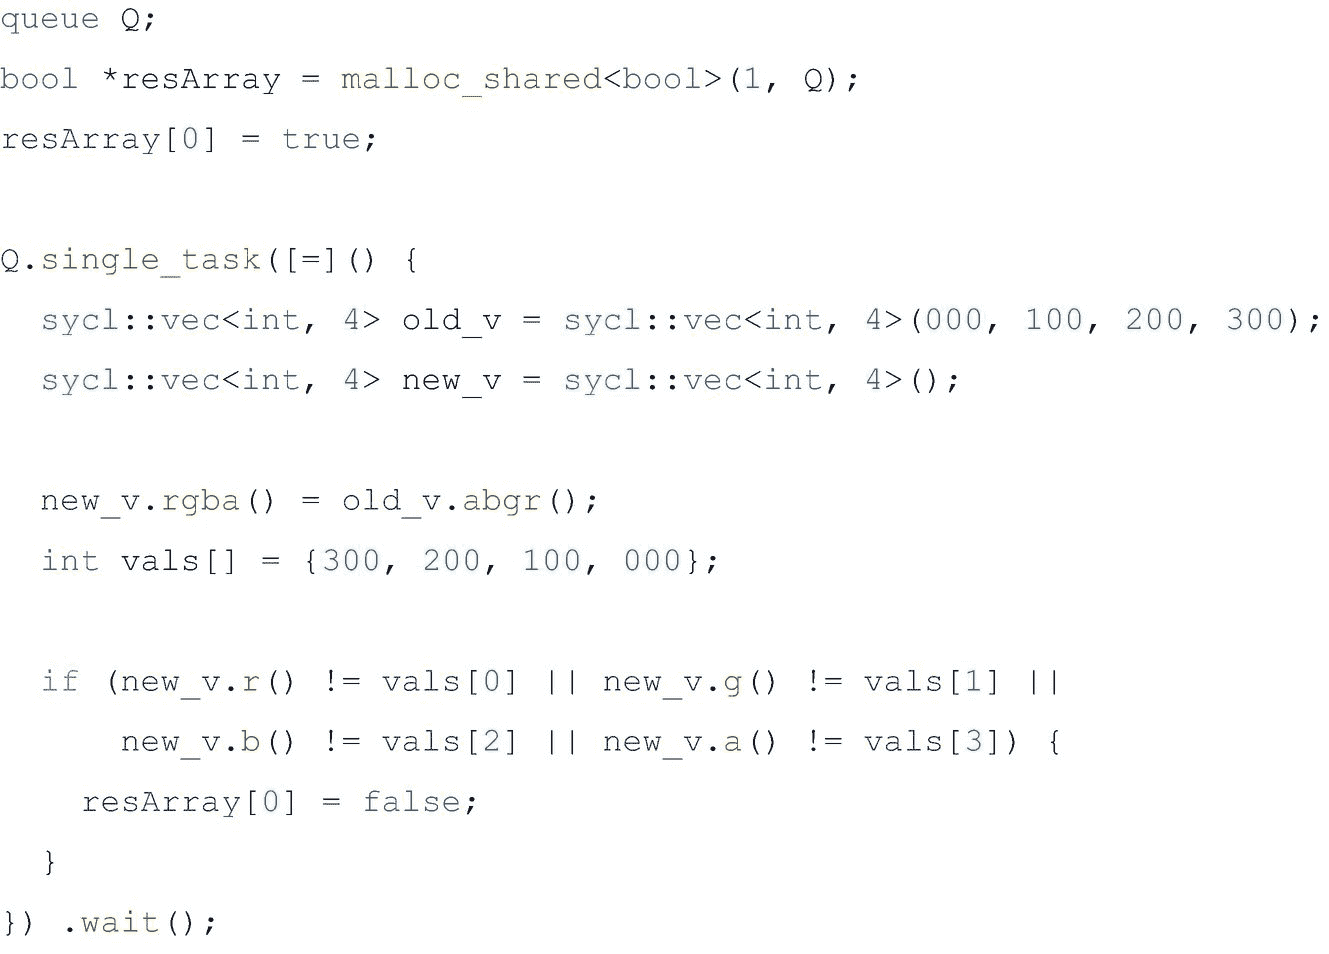 queue Q;
bool *resArray = malloc_shared<bool>(1, Q);
resArray[0] = true;
Q.single_task([=]() {
sycl::vec<int, 4> old_v = sycl::vec<int, 4>(000, 100, 200, 300);
sycl::vec<int, 4> new_v = sycl::vec<int, 4>();
new_v.rgba() = old_v.abgr();
int vals[] = {300, 200, 100, 000};
if (new_v.r() != vals[0] || new_v.g() != vals[1] ||
new_v.b() != vals[2] || new_v.a() != vals[3]) {
resArray[0] = false;
}
}) .wait();